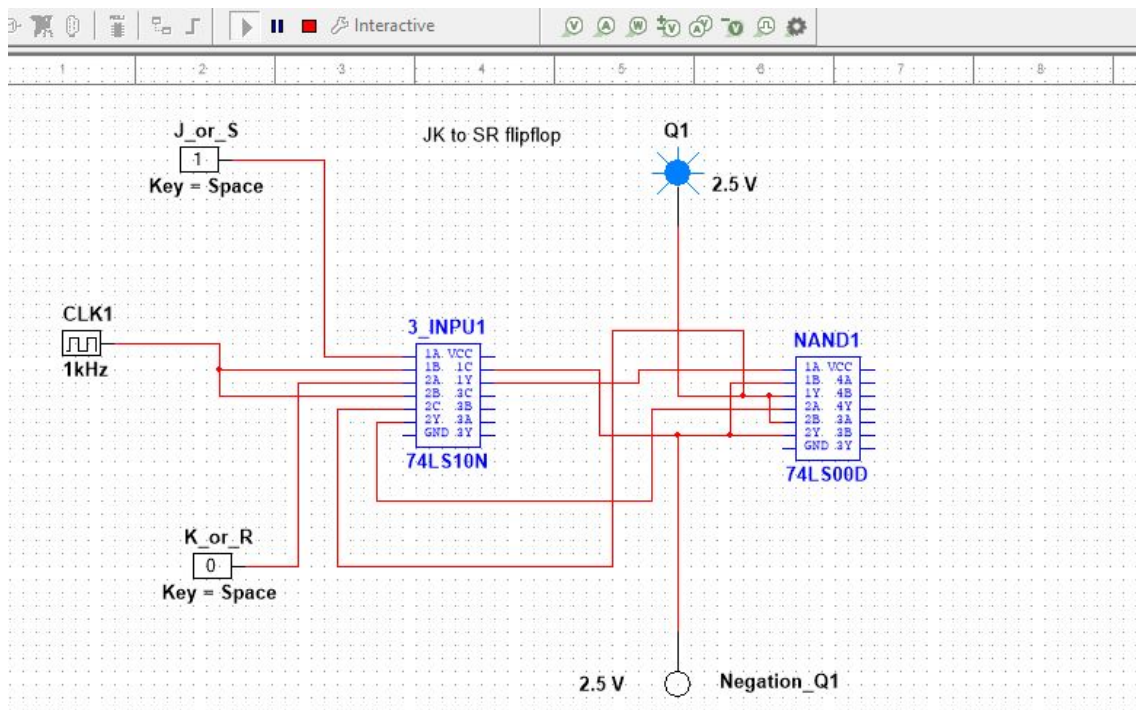 Interactive
V A W V A V
1 2 3 4 5 6 7 8
J_or_S
1
Key = Space
JK to SR flipflop
Q1
2.5 V
CLK1
1kHz
3_INPU1
1A VCC
1B 1C
2A 1Y
2B 3C
2C 3B
2Y 3A
GND 3Y
74LS10N
NAND1
1A VCC
1B 4A
1Y 4B
2A 4Y
2B 3A
2Y 3B
GND 3Y
74LS00D
K_or_R
0
Key = Space
2.5 V
Negation_Q1